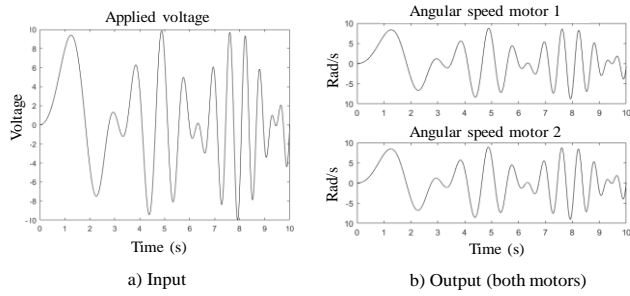 Applied voltage
Voltage
10
8
6
4
2
0
-2
-4
-6
-8
-10
0 1 2 3 4 5 6 7 8 9 10
Time (s)
a) Input
Angular speed motor 1
Rad/s
10
5
0
-5
10
0 1 2 3 4 5 6 7 8 9 10
Angular speed motor 2
Rad/s
10
5
0
-5
10
0 1 2 3 4 5 6 7 8 9 10
Time (s)
b) Output (both motors)